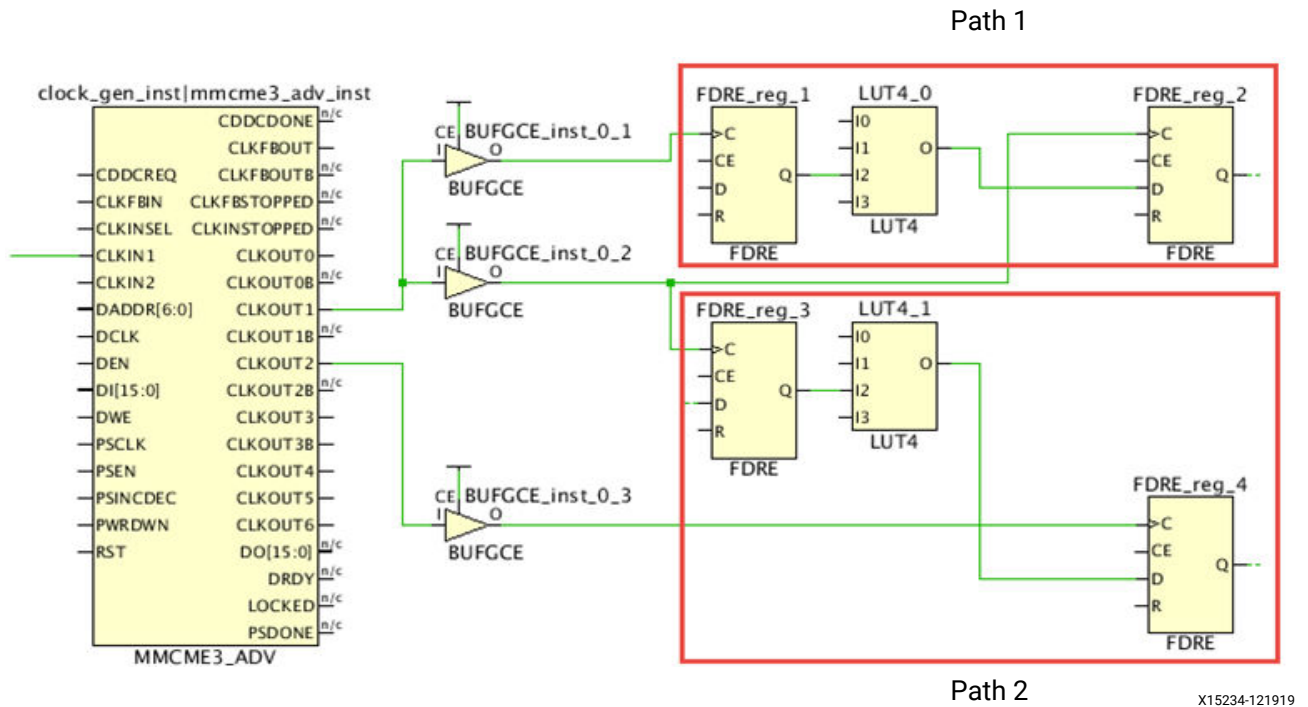 Path 1
clock_gen_inst|mmcme3_adv_inst
CDDCREQ
CLKFBIN
CLKINSEL
CLKIN1
CLKIN2
DADDR[6:0]
DCLK
DEN
DI[15:0]
DWE
PSCLK
PSEN
PSINCDEC
PWRDWN
RST
CDDCDONE n/c
CLKFBOUT
CLKFBOUTB n/c
CLKFBSTOPPED n/c
CLKINSTOPPED n/c
CLKOUT0
CLKOUT0B n/c
CLKOUT1
CLKOUT1B n/c
CLKOUT2
CLKOUT2B n/c
CLKOUT3
CLKOUT3B
CLKOUT4
CLKOUT5
CLKOUT6
DO[15:0] n/c
DRDY n/c
LOCKED n/c
PSDONE n/c
MMCME3_ADV
BUFGCE_inst_0_1
CE
I
O
BUFGCE
BUFGCE_inst_0_2
CE
I
O
BUFGCE
BUFGCE_inst_0_3
CE
I
O
BUFGCE
FDRE_reg_1
C
CE
D
R
Q
FDRE
LUT4_0
I0
I1
I2
I3
O
LUT4
FDRE_reg_2
C
CE
D
R
Q
FDRE
FDRE_reg_3
C
CE
D
R
Q
FDRE
LUT4_1
I0
I1
I2
I3
O
LUT4
FDRE_reg_4
C
CE
D
R
Q
FDRE
Path 2
X15234-121919